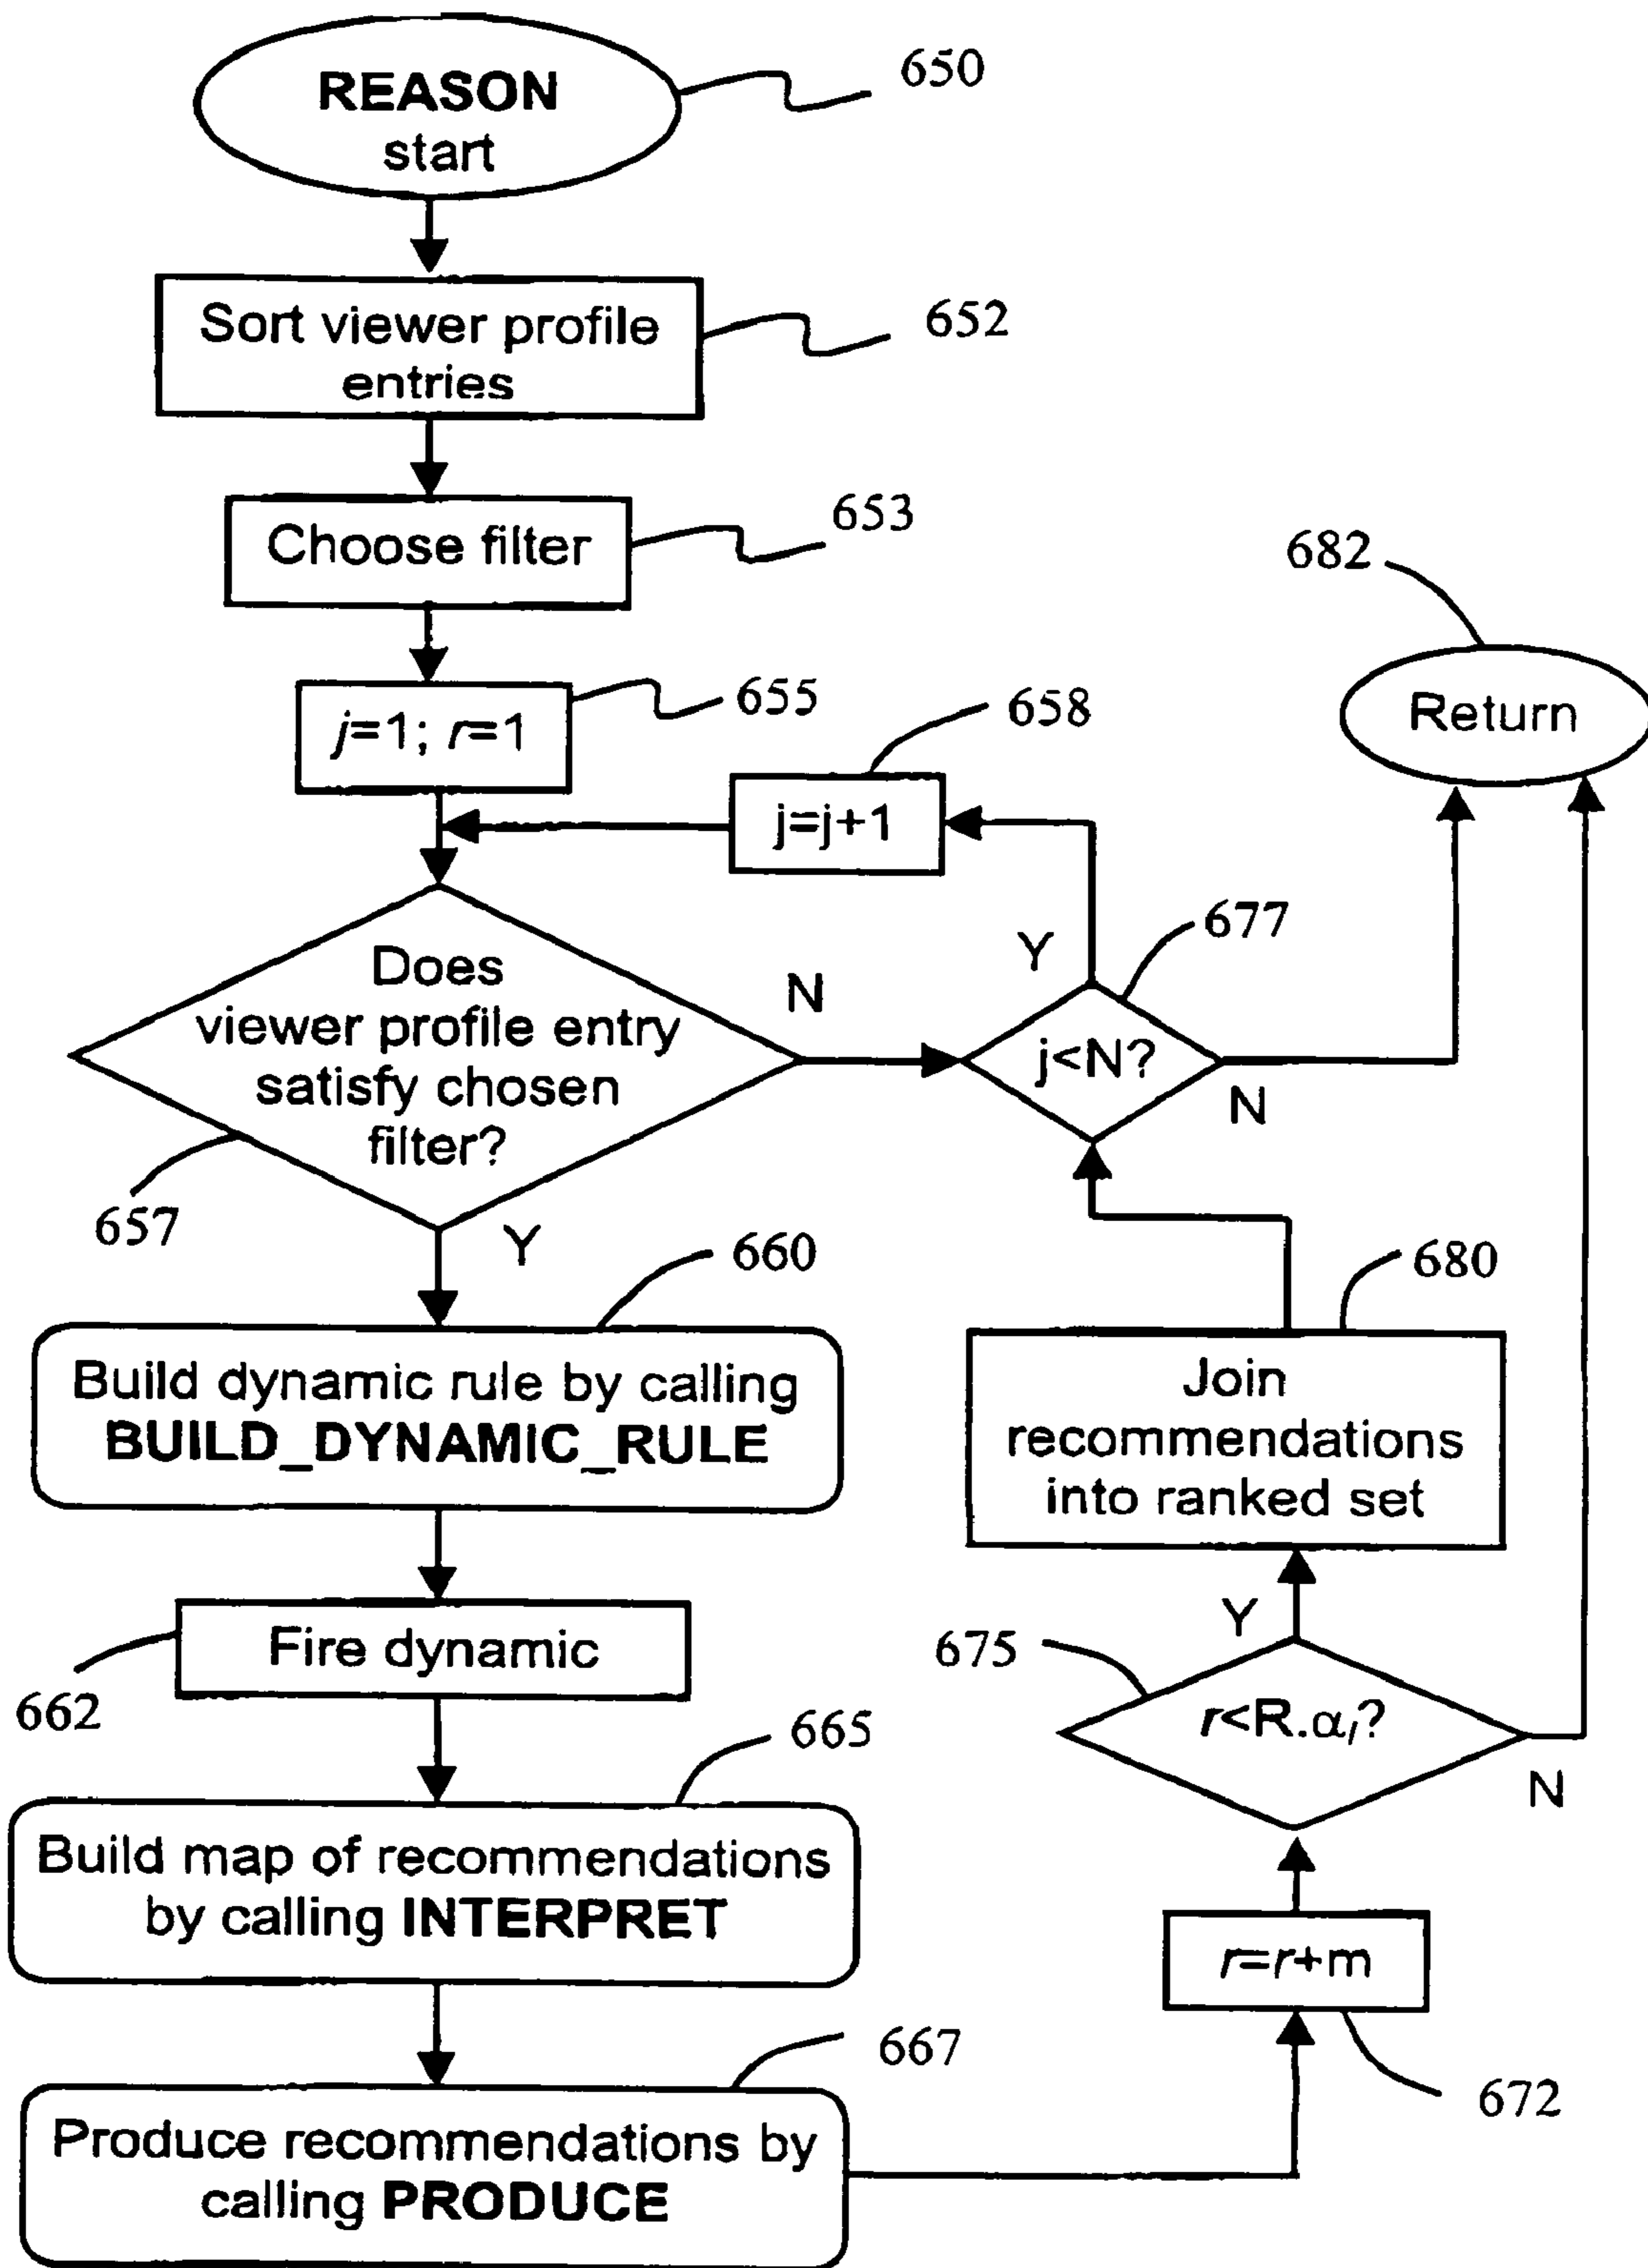 REASON
start
650
Sort viewer profile
entries
652
Choose filter
653
682
Return
j=1; r=1
655
658
j=j+1
Does
viewer profile entry
satisfy chosen
filter?
N
657
Y
677
Y
j<N?
N
660
Build dynamic rule by calling
BUILD_DYNAMIC_RULE
680
Join
recommendations
into ranked set
Fire dynamic
662
Y
675
r<R.αᵢ?
N
665
Build map of recommendations
by calling INTERPRET
r=r+m
672
667
Produce recommendations by
calling PRODUCE